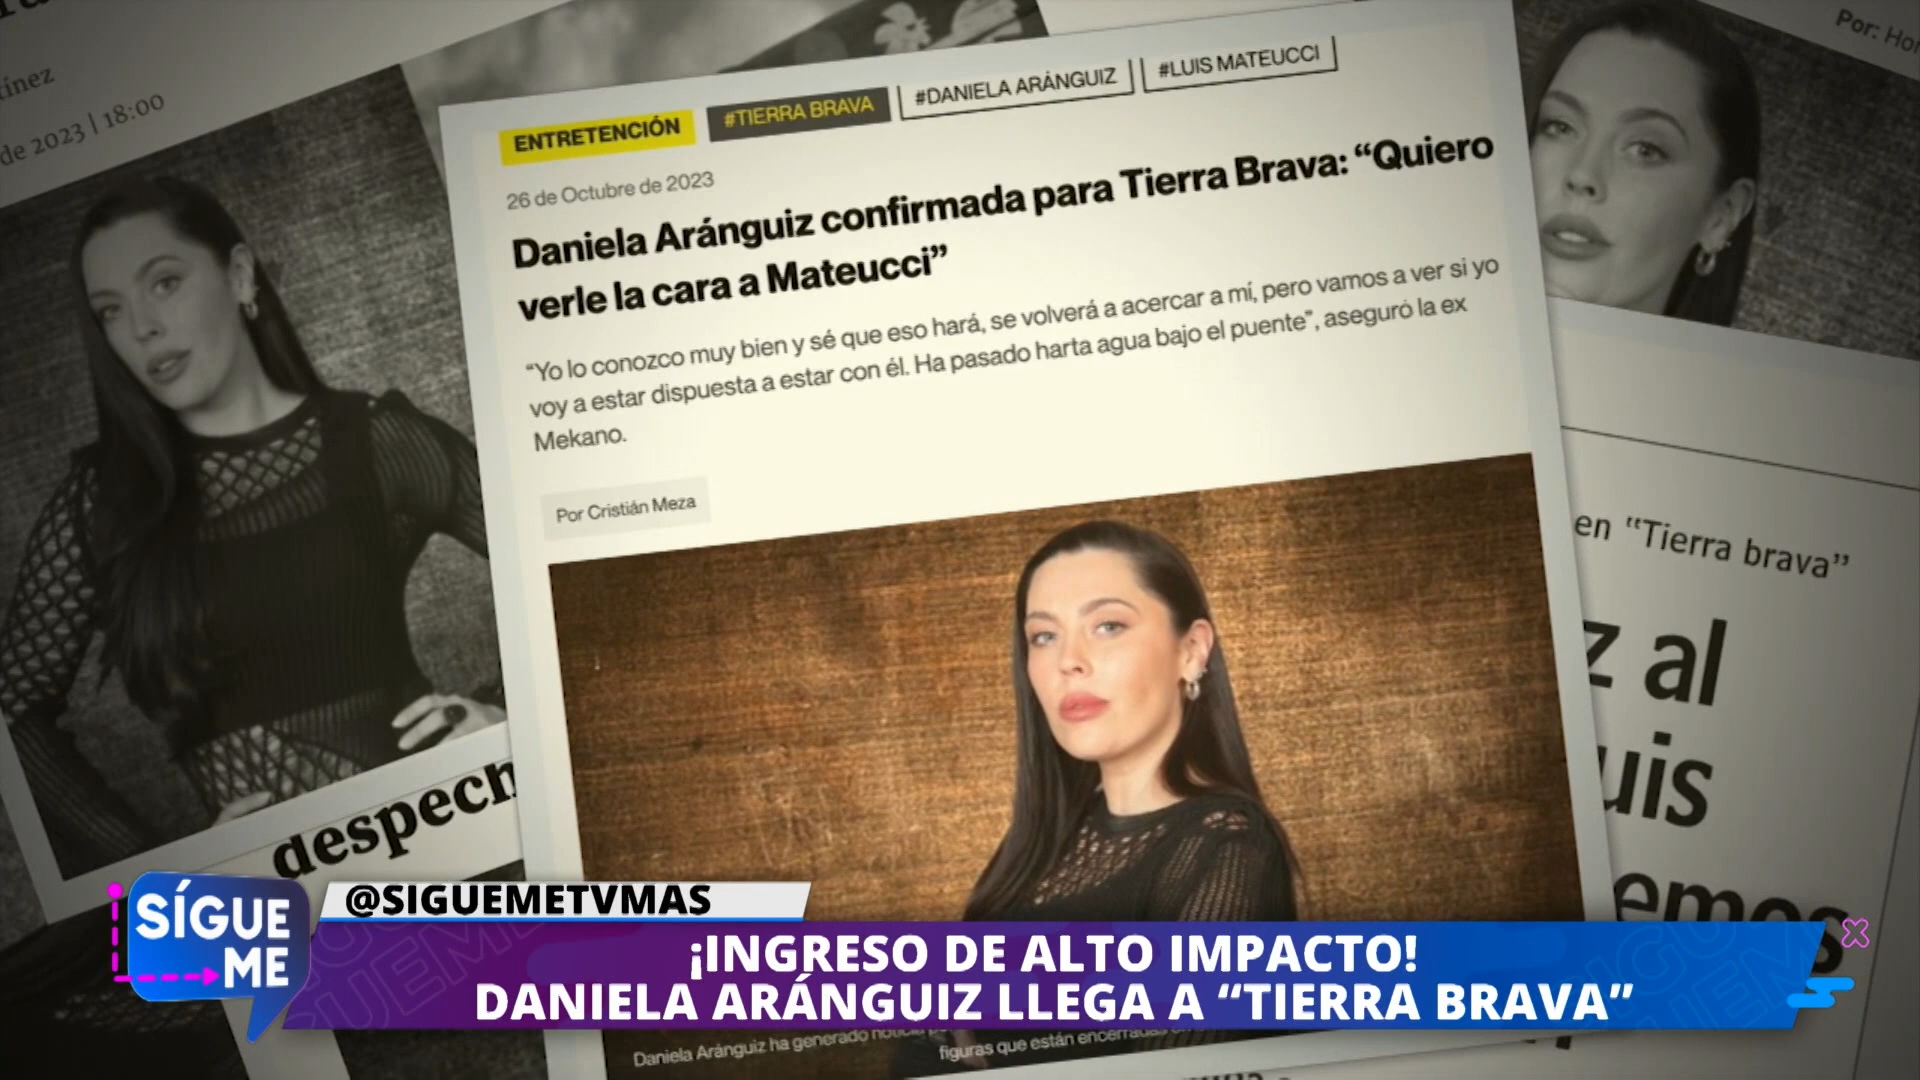 Por:
tínez
de 2023 | 18:00
ENTRETENCIÓN
#TIERRA BRAVA
#DANIELA ARÁNGUIZ
#LUIS MATEUCCI
26 de Octubre de 2023
Daniela Aránguiz confirmada para Tierra Brava: “Quiero
verle la cara a Mateucci”
“Yo lo conozco muy bien y sé que eso hará, se volverá a acercar a mí, pero vamos a ver si yo
voy a estar dispuesta a estar con él. Ha pasado harta agua bajo el puente”, aseguró la ex
Mekano.
Por Cristián Meza
en “Tierra brava”
z al
uis
emos
despech
SÍGUE
ME
@SIGUEMETVMAS
¡INGRESO DE ALTO IMPACTO!
DANIELA ARÁNGUIZ LLEGA A “TIERRA BRAVA”
Daniela Aránguiz ha generado
figuras que están